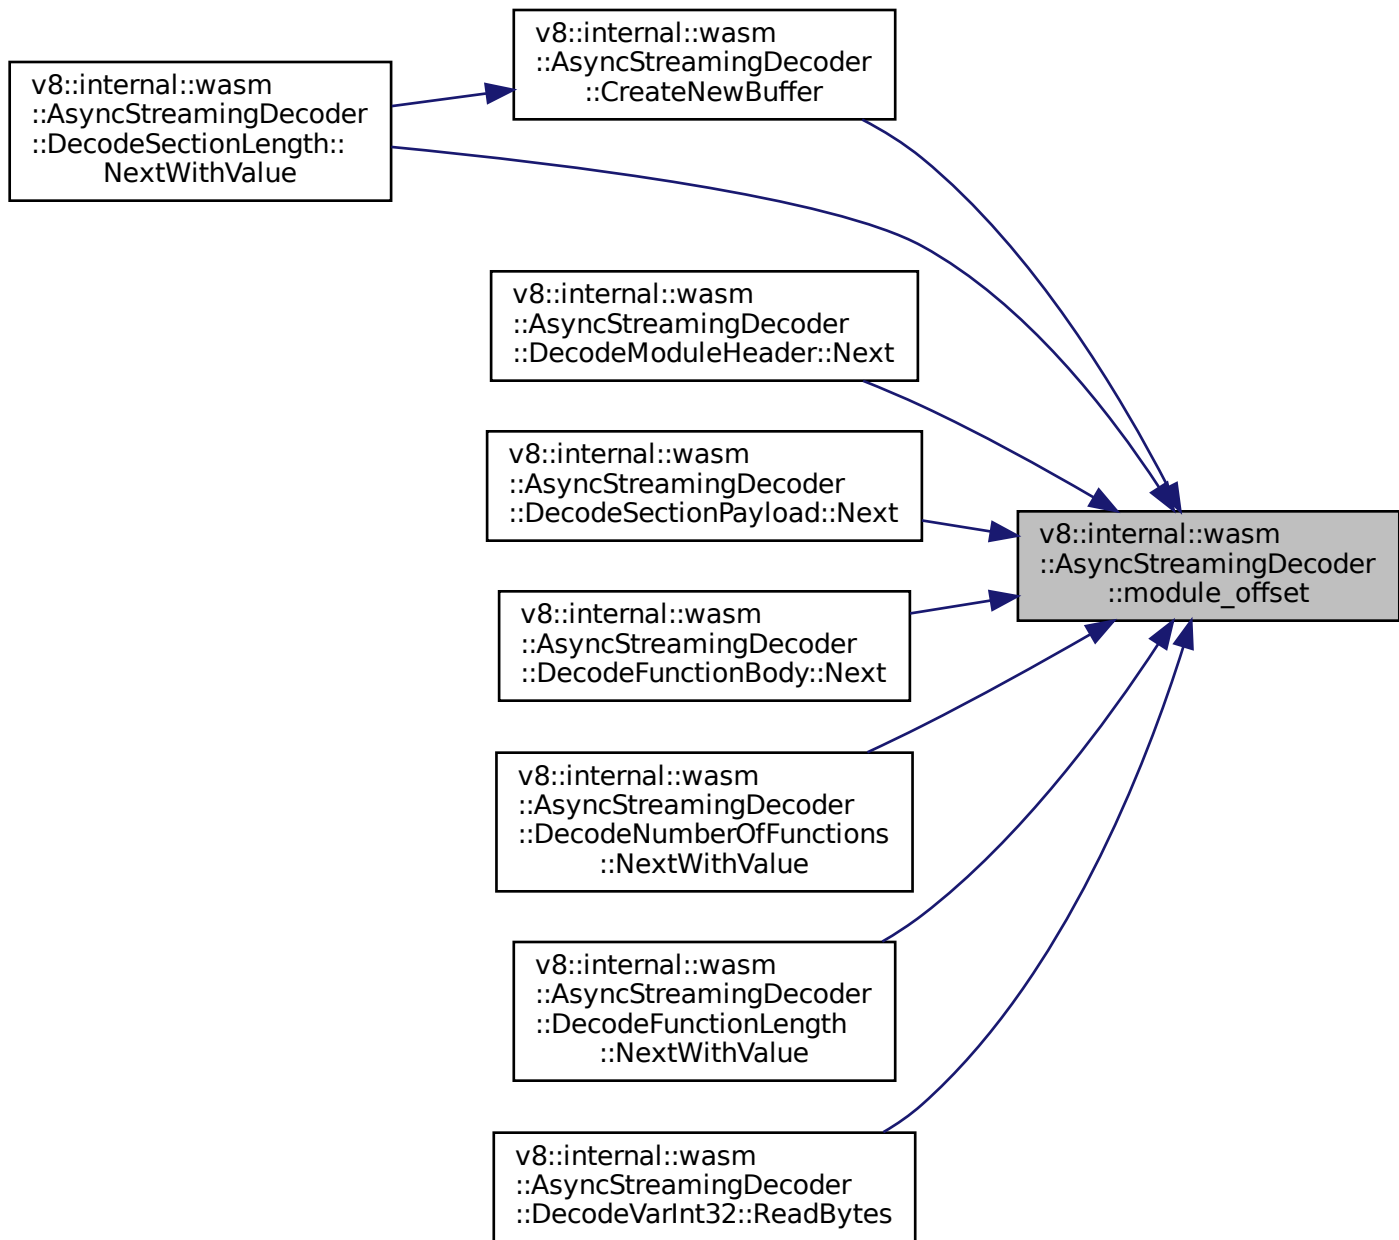 v8::internal::wasm
::AsyncStreamingDecoder
::CreateNewBuffer
v8::internal::wasm
::AsyncStreamingDecoder
::DecodeSectionLength::
NextWithValue
v8::internal::wasm
::AsyncStreamingDecoder
::DecodeModuleHeader::Next
v8::internal::wasm
::AsyncStreamingDecoder
::DecodeSectionPayload::Next
v8::internal::wasm
::AsyncStreamingDecoder
::module_offset
v8::internal::wasm
::AsyncStreamingDecoder
::DecodeFunctionBody::Next
v8::internal::wasm
::AsyncStreamingDecoder
::DecodeNumberOfFunctions
::NextWithValue
v8::internal::wasm
::AsyncStreamingDecoder
::DecodeFunctionLength
::NextWithValue
v8::internal::wasm
::AsyncStreamingDecoder
::DecodeVarInt32::ReadBytes